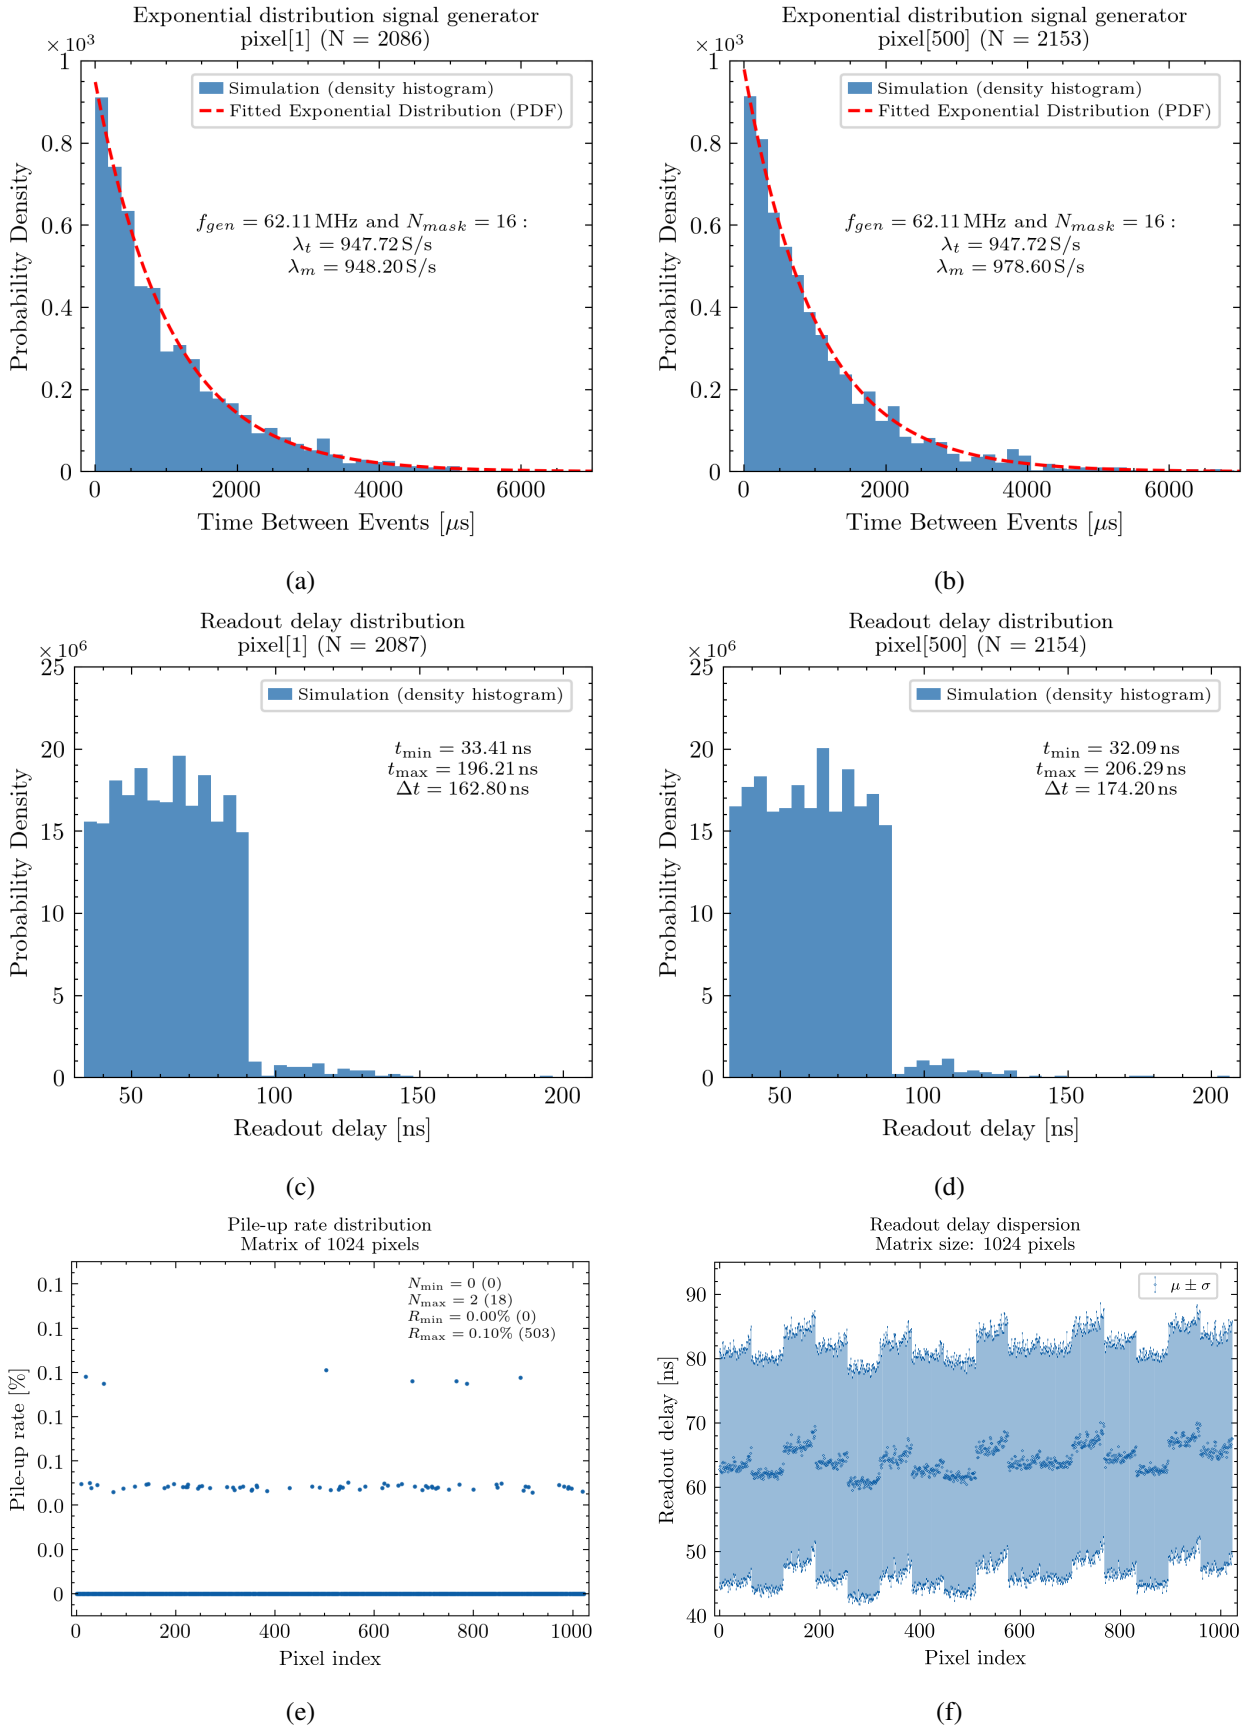 Exponential distribution signal generator
pixel[1] (N = 2086)
×10³
1
0.8
0.6
0.4
0.2
0
Probability Density
Simulation (density histogram)
Fitted Exponential Distribution (PDF)
f_gen = 62.11 MHz and N_mask = 16 :
λ_t = 947.72 S/s
λ_m = 948.20 S/s
0 2000 4000 6000
Time Between Events [μs]
(a)
Exponential distribution signal generator
pixel[500] (N = 2153)
×10³
1
0.8
0.6
0.4
0.2
0
Probability Density
Simulation (density histogram)
Fitted Exponential Distribution (PDF)
f_gen = 62.11 MHz and N_mask = 16 :
λ_t = 947.72 S/s
λ_m = 978.60 S/s
0 2000 4000 6000
Time Between Events [μs]
(b)
Readout delay distribution
pixel[1] (N = 2087)
×10⁶
25
20
15
10
5
0
Probability Density
Simulation (density histogram)
t_min = 33.41 ns
t_max = 196.21 ns
Δt = 162.80 ns
50 100 150 200
Readout delay [ns]
(c)
Readout delay distribution
pixel[500] (N = 2154)
×10⁶
25
20
15
10
5
0
Probability Density
Simulation (density histogram)
t_min = 32.09 ns
t_max = 206.29 ns
Δt = 174.20 ns
50 100 150 200
Readout delay [ns]
(d)
Pile-up rate distribution
Matrix of 1024 pixels
0.1
0.1
0.1
0.1
0.1
0.0
0.0
0
Pile-up rate [%]
N_min = 0 (0)
N_max = 2 (18)
R_min = 0.00% (0)
R_max = 0.10% (503)
0 200 400 600 800 1000
Pixel index
(e)
Readout delay dispersion
Matrix size: 1024 pixels
90
80
70
60
50
40
Readout delay [ns]
μ ± σ
0 200 400 600 800 1000
Pixel index
(f)